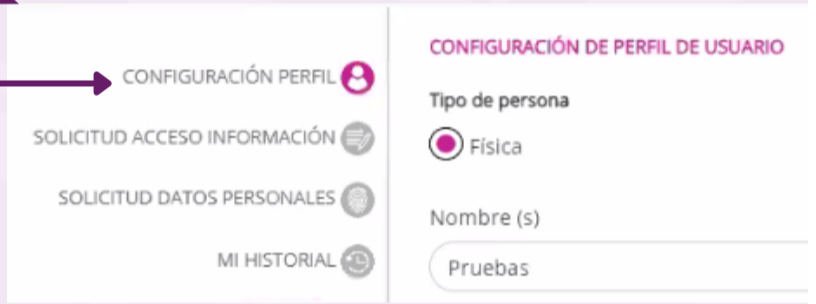 CONFIGURACIÓN PERFIL
SOLICITUD ACCESO INFORMACIÓN
SOLICITUD DATOS PERSONALES
MI HISTORIAL
CONFIGURACIÓN DE PERFIL DE USUARIO
Tipo de persona
Física
Nombre (s)
Pruebas